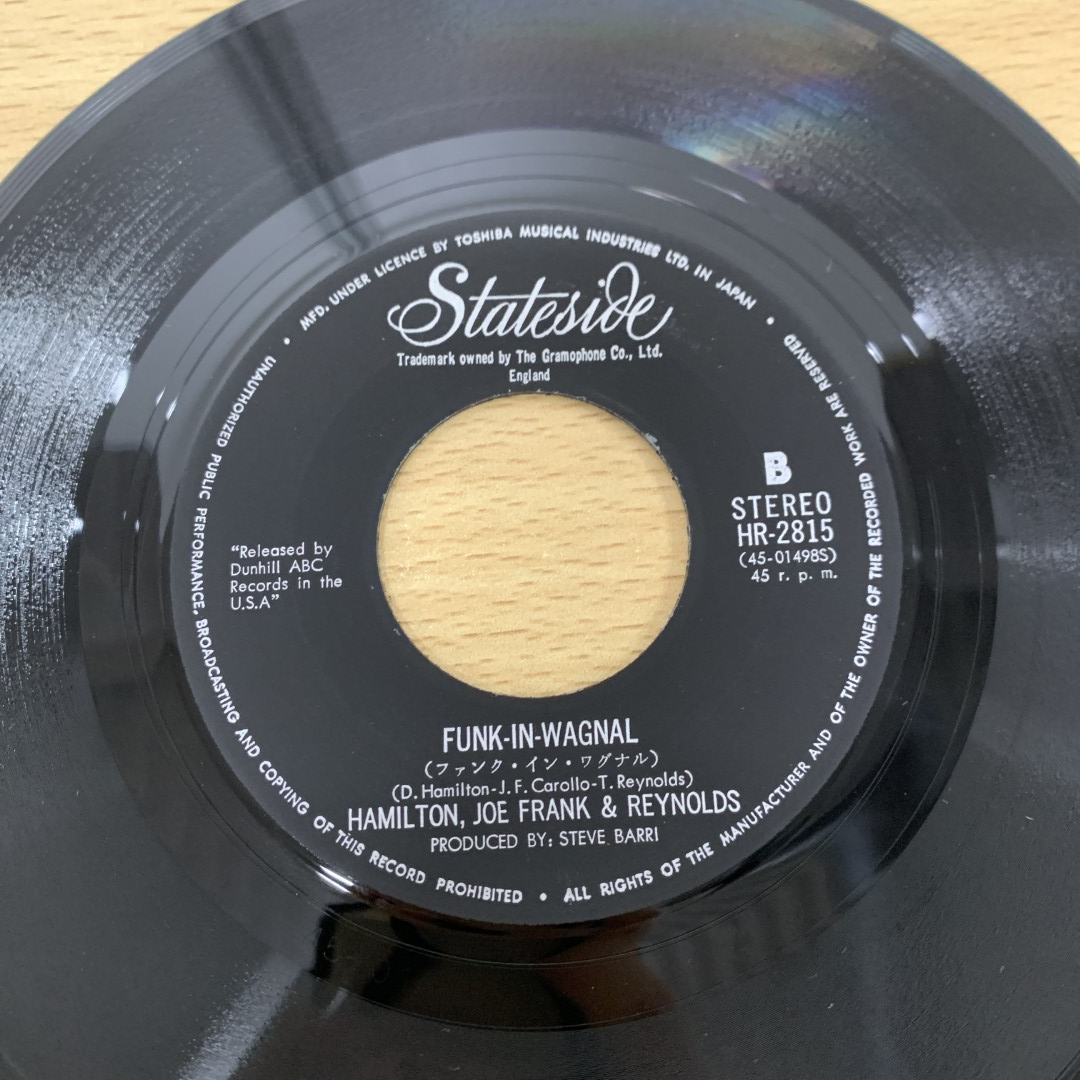 MFD. UNDER LICENCE BY TOSHIBA MUSICAL INDUSTRIES LTD. IN JAPAN •
Stateside
Trademark owned by The Gramophone Co., Ltd.
England
B
STEREO
HR-2815
(45-01498S)
45 r. p. m.
“Released by
Dunhill ABC
Records in the
U.S.A”
FUNK-IN-WAGNAL
(ファンク・イン・ワグナル)
(D. Hamilton-J. F. Carollo-T. Reynolds)
HAMILTON, JOE FRANK & REYNOLDS
PRODUCED BY: STEVE BARRI
UNAUTHORIZED PUBLIC PERFORMANCE, BROADCASTING AND COPYING OF THIS RECORD PROHIBITED •
ALL RIGHTS OF THE MANUFACTURER AND OF THE OWNER OF THE RECORDED WORK ARE RESERVED •